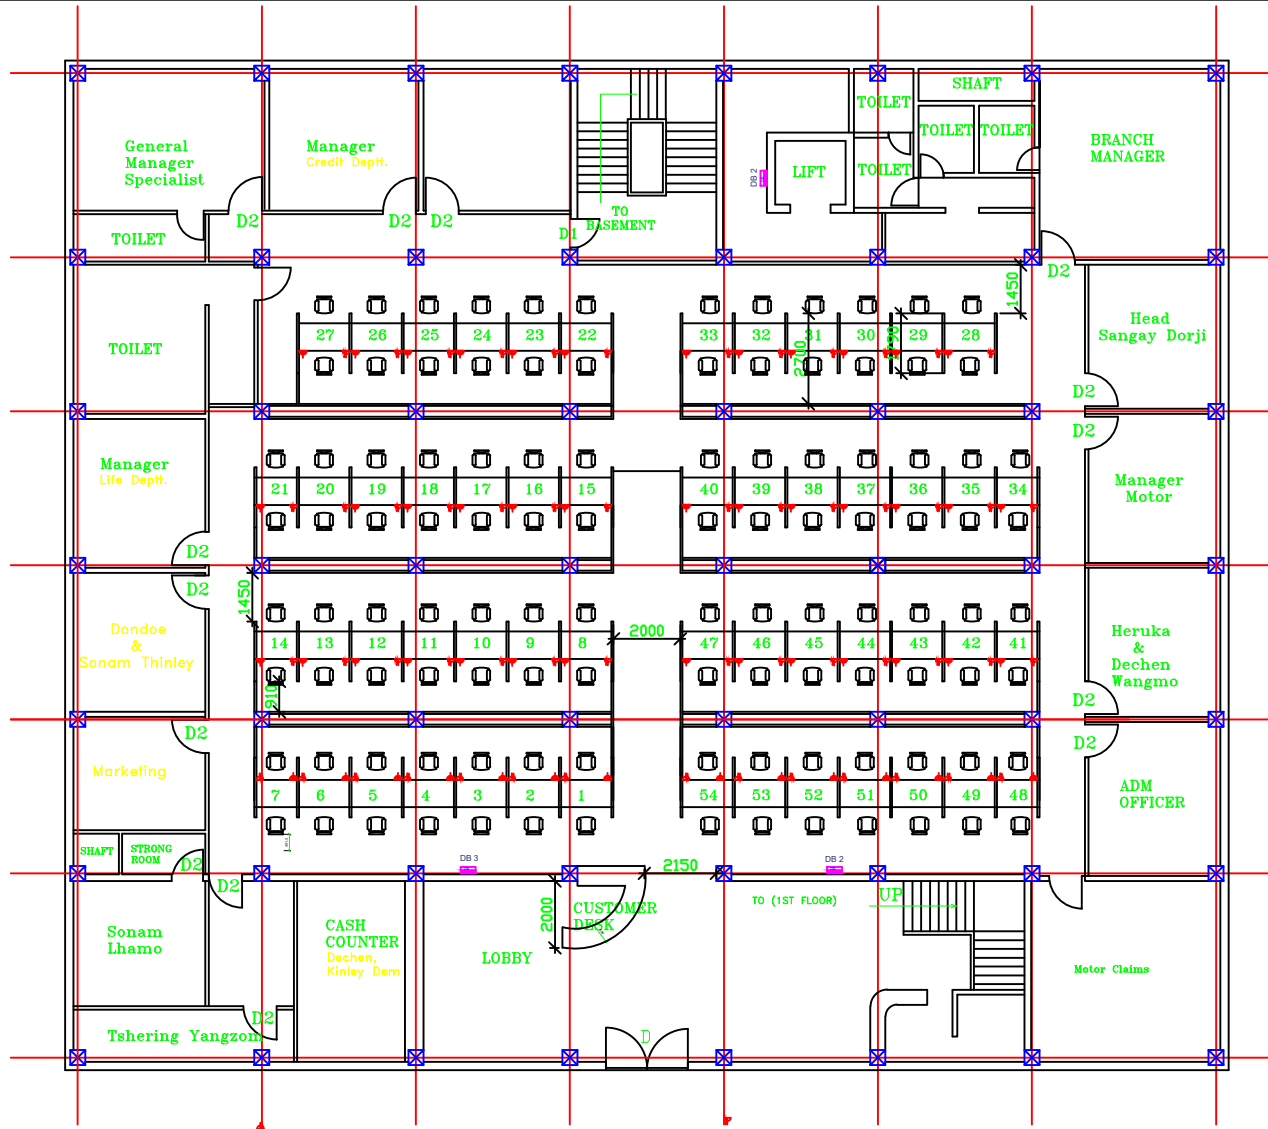 SHAFT
TOILET
General
Manager
Specialist
Manager
Credit Deptt.
TOILET
TOILET
BRANCH
MANAGER
DB 2
LIFT
TOILET
D2
D2
D2
TO
BASEMENT
D1
TOILET
D2
1450
27
26
25
24
23
22
33
32
31
30
29
28
2700
Head
Sangay Dorji
TOILET
D2
D2
Manager
Life Deptt.
21
20
19
18
17
16
15
40
39
38
37
36
35
34
Manager
Motor
D2
D2
1450
Dandoe
&
Sonam Thinley
2000
14
13
12
11
10
9
8
47
46
45
44
43
42
41
Heruka
&
Dechen
Wangmo
910
D2
D2
D2
Marketing
7
6
5
4
3
2
1
54
53
52
51
50
49
48
ADM
OFFICER
SHAFT
STRONG
ROOM
D2
DB 3
2150
DB 2
D2
2000
CUSTOMER
DESK
TO (1ST FLOOR)
UP
Sonam
Lhamo
CASH
COUNTER
Dechen,
Kinley Dem
LOBBY
Motor Claims
D2
Tshering Yangzom
D